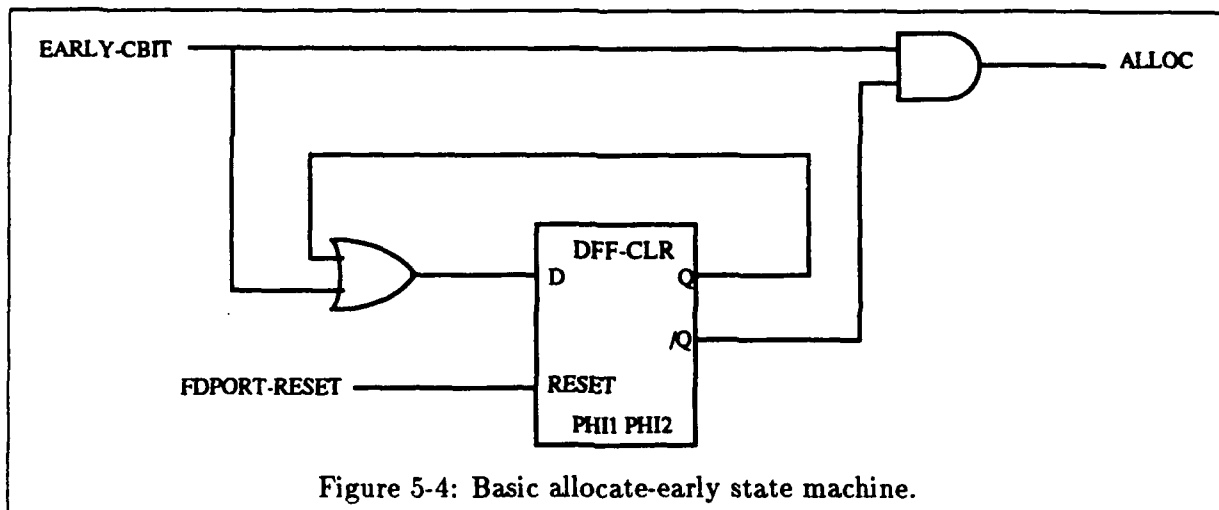 EARLY-CBIT
ALLOC
DFF-CLR
D
Q
/Q
FDPORT-RESET
RESET
PHI1 PHI2
Figure 5-4: Basic allocate-early state machine.